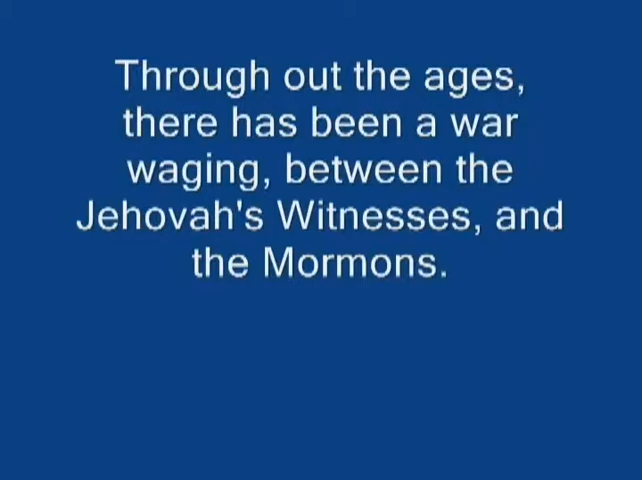 Through out the ages,
there has been a war
waging, between the
Jehovah's Witnesses, and
the Mormons.